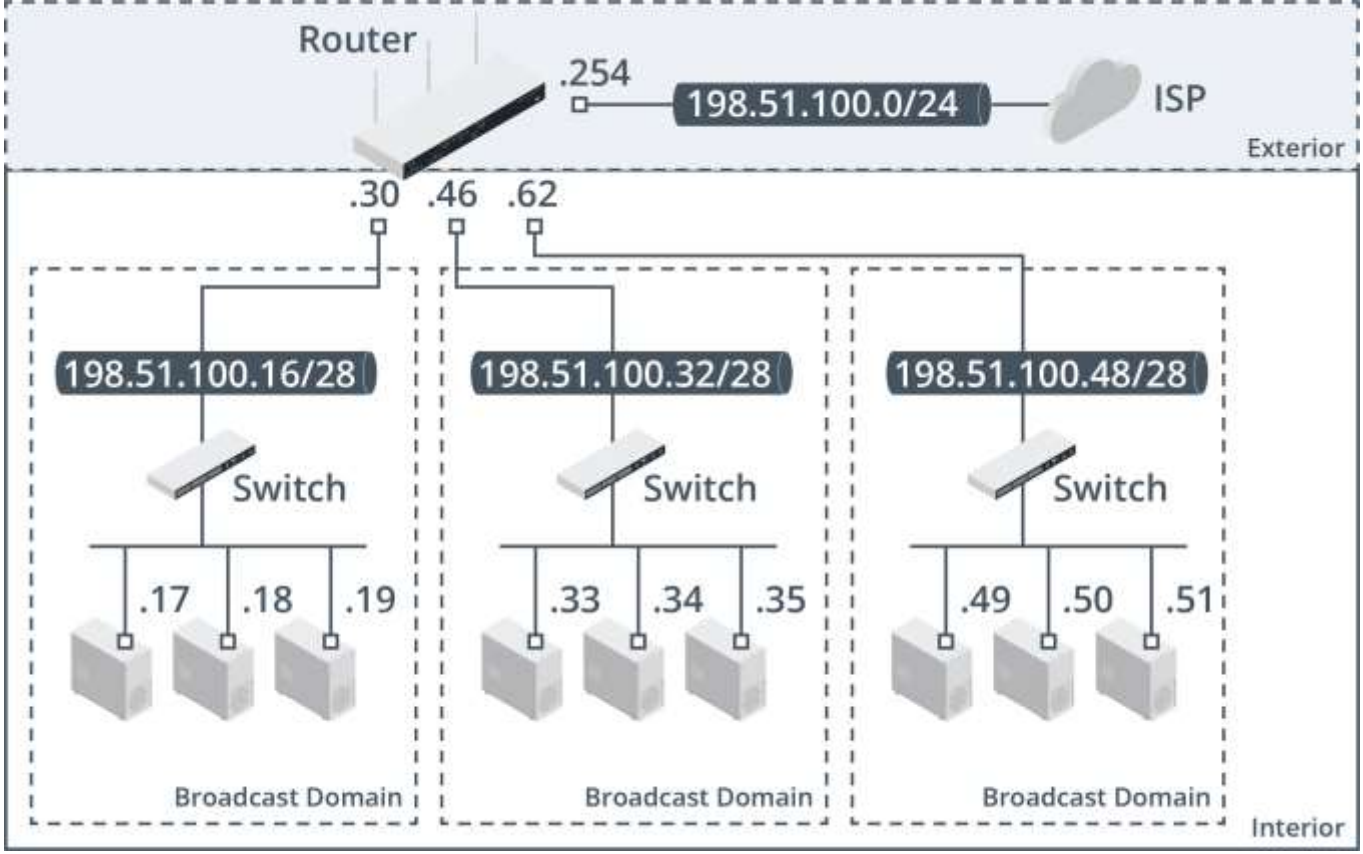 Router
.254
198.51.100.0/24
ISP
Exterior
.30 .46 .62
198.51.100.16/28 198.51.100.32/28 198.51.100.48/28
Switch Switch Switch
.17 .18 .19 .33 .34 .35 .49 .50 .51
Broadcast Domain Broadcast Domain Broadcast Domain
Interior